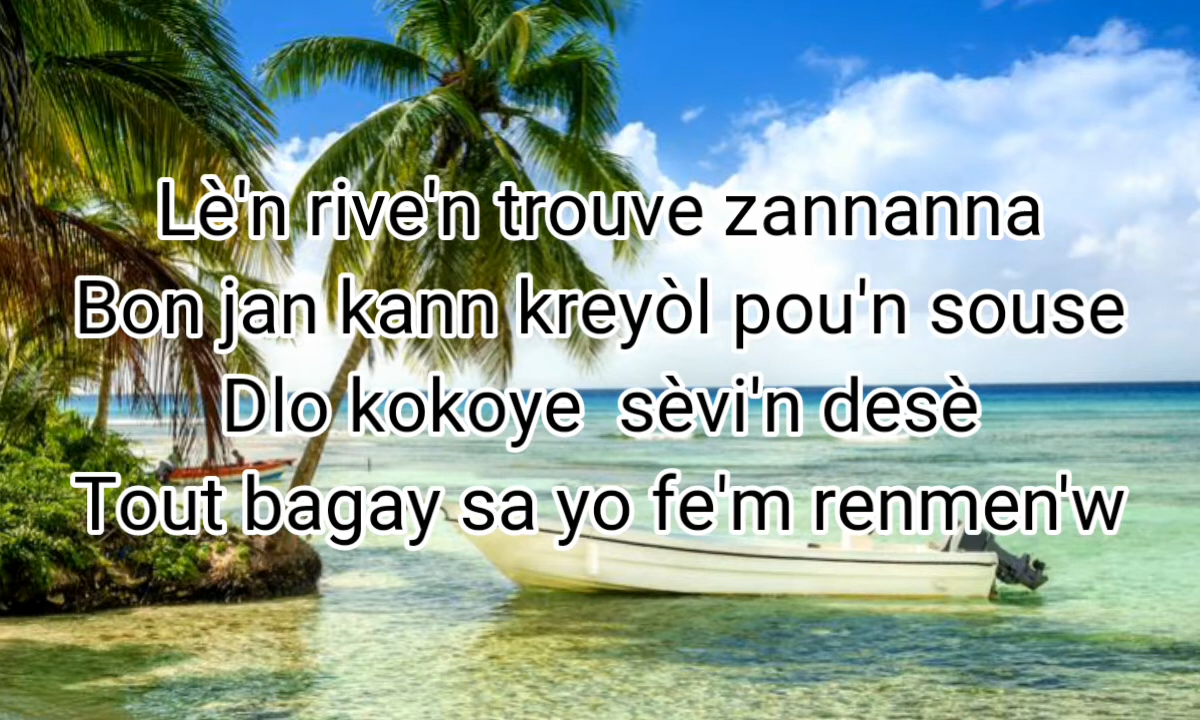 Lè'n rive'n trouve zannanna
Bon jan kann kreyòl pou'n souse
Dlo kokoye  sèvi'n desè
Tout bagay sa yo fe'm renmen'w